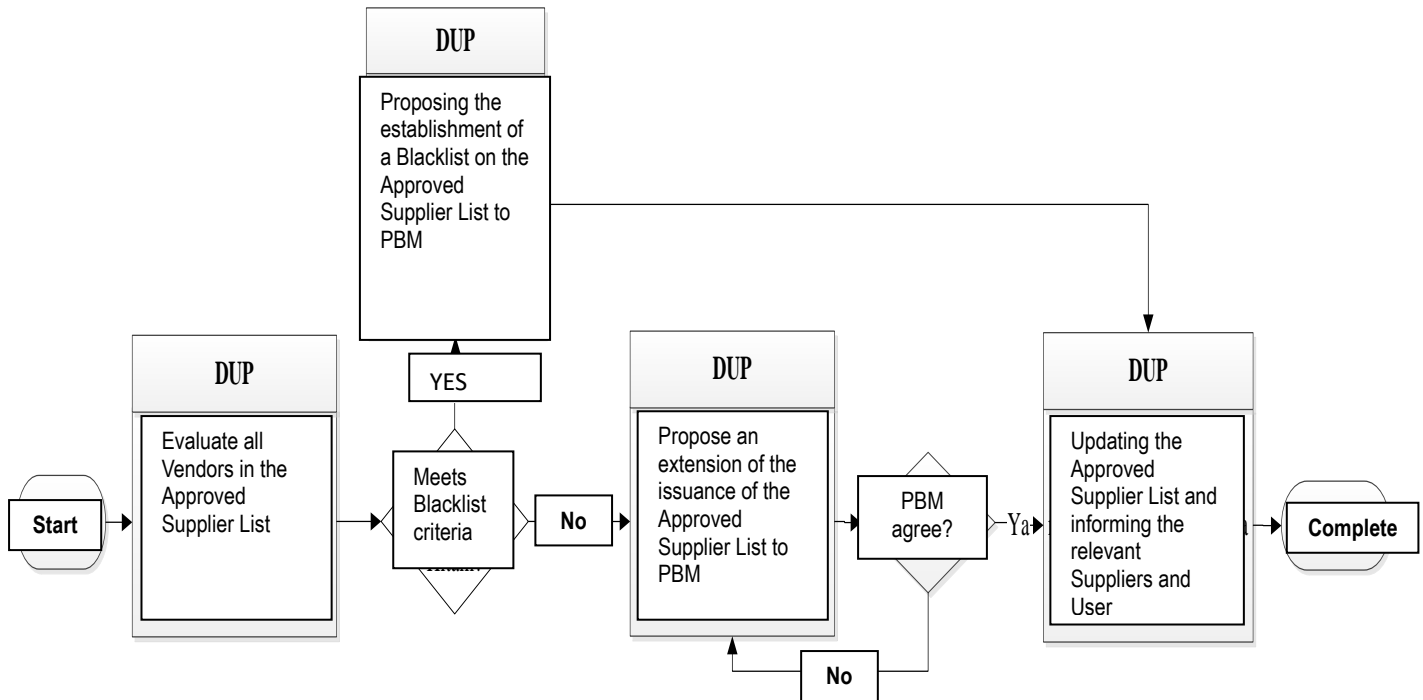 DUP
Proposing the
establishment of
a Blacklist on the
Approved
Supplier List to
PBM
DUP
YES
DUP
DUP
Evaluate all
Vendors in the
Approved
Supplier List
Meets
Blacklist
criteria
Propose an
extension of the
issuance of the
Approved
Supplier List to
PBM
PBM
agree?
Updating the
Approved
Supplier List and
informing the
relevant
Suppliers and
User
Start
No
Ya
Complete
No